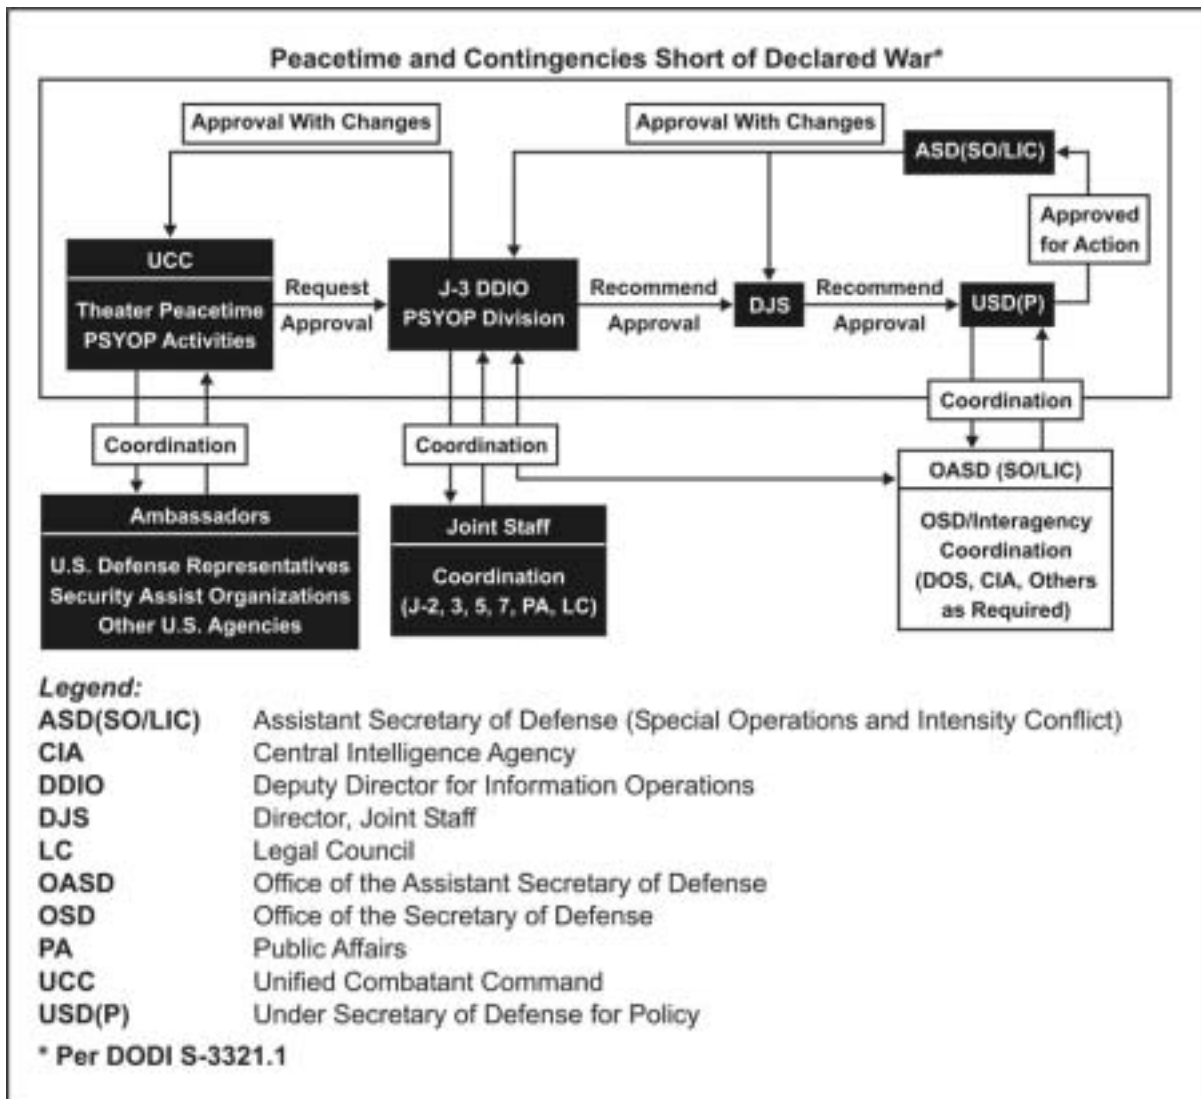 Peacetime and Contingencies Short of Declared War*
Approval With Changes
Approval With Changes
ASD(SO/LIC)
Approved
for Action
UCC
Theater Peacetime
PSYOP Activities
Request
Approval
J-3 DDIO
PSYOP Division
Recommend
Approval
DJS
Recommend
Approval
USD(P)
Coordination
Coordination
Coordination
Ambassadors
U.S. Defense Representatives
Security Assist Organizations
Other U.S. Agencies
Joint Staff
Coordination
(J-2, 3, 5, 7, PA, LC)
OASD (SO/LIC)
OSD/Interagency
Coordination
(DOS, CIA, Others
as Required)
Legend:
ASD(SO/LIC) Assistant Secretary of Defense (Special Operations and Intensity Conflict)
CIA Central Intelligence Agency
DDIO Deputy Director for Information Operations
DJS Director, Joint Staff
LC Legal Council
OASD Office of the Assistant Secretary of Defense
OSD Office of the Secretary of Defense
PA Public Affairs
UCC Unified Combatant Command
USD(P) Under Secretary of Defense for Policy
* Per DODI S-3321.1